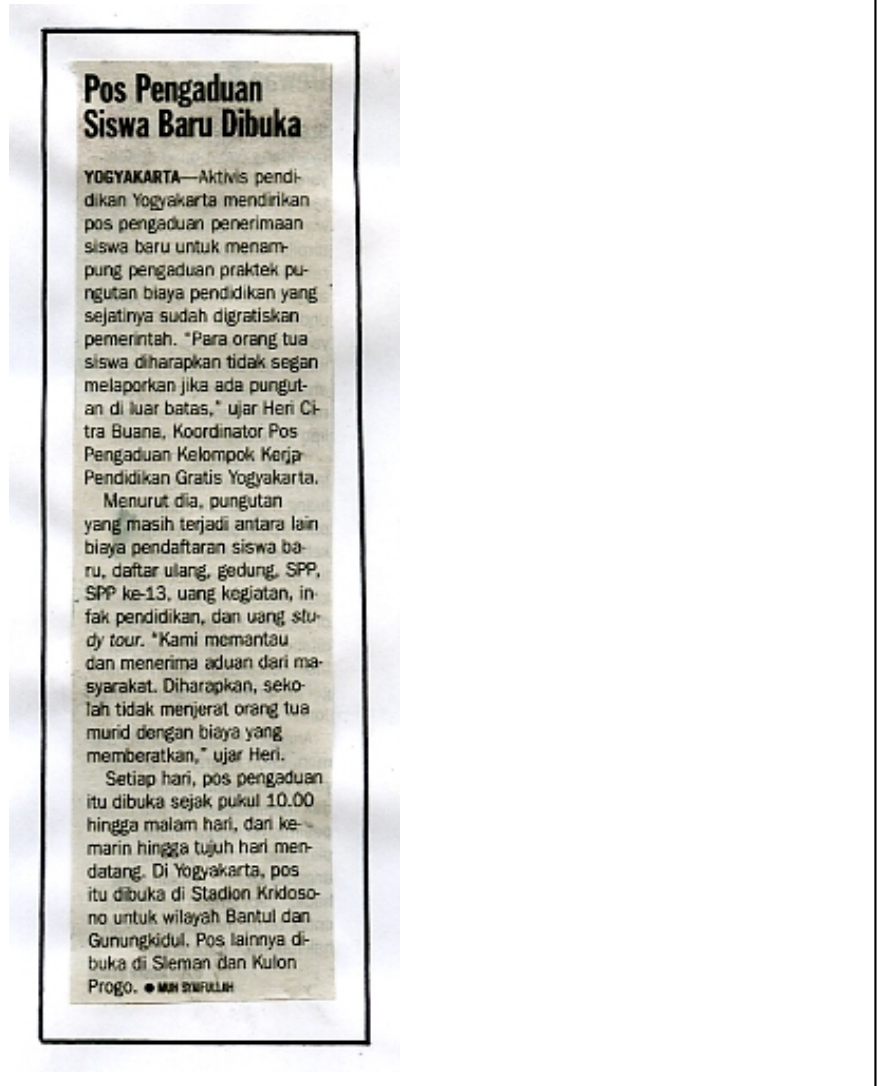 Pos Pengaduan
Siswa Baru Dibuka
YOGYAKARTA—Aktivis pendi-
dikan Yogyakarta mendirikan
pos pengaduan penerimaan
siswa baru untuk menam-
pung pengaduan praktek pu-
ngutan biaya pendidikan yang
sejatinya sudah digratiskan
pemerintah. "Para orang tua
siswa diharapkan tidak segan
melaporkan jika ada pungut-
an di luar batas," ujar Heri Ci-
tra Buana, Koordinator Pos
Pengaduan Kelompok Kerja
Pendidikan Gratis Yogyakarta.
Menurut dia, pungutan
yang masih terjadi antara lain
biaya pendaftaran siswa ba-
ru, daftar ulang, gedung, SPP,
SPP ke-13, uang kegiatan, in-
fak pendidikan, dan uang stu-
dy tour. "Kami memantau
dan menerima aduan dari ma-
syarakat. Diharapkan, seko-
lah tidak menjerat orang tua
murid dengan biaya yang
memberatkan," ujar Heri.
Setiap hari, pos pengaduan
itu dibuka sejak pukul 10.00
hingga malam hari, dari ke-
marin hingga tujuh hari men-
datang. Di Yogyakarta, pos
itu dibuka di Stadion Kridoso-
no untuk wilayah Bantul dan
Gunungkidul. Pos lainnya di-
buka di Sleman dan Kulon
Progo. ● MUH SYAIFULLAH